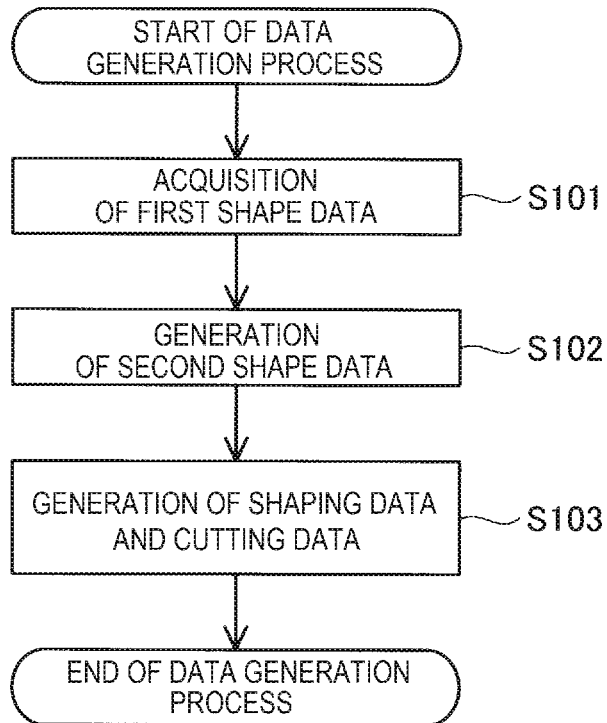 START OF DATA
GENERATION PROCESS
ACQUISITION
OF FIRST SHAPE DATA
S101
GENERATION
OF SECOND SHAPE DATA
S102
GENERATION OF SHAPING DATA
AND CUTTING DATA
S103
END OF DATA GENERATION
PROCESS